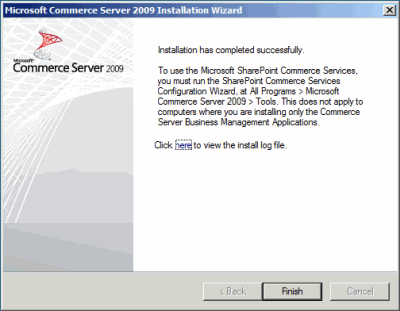 Microsoft Commerce Server 2009 Installation Wizard
Microsoft
Commerce Server 2009
Installation has completed successfully.
To use the Microsoft SharePoint Commerce Services,
you must run the SharePoint Commerce Services
Configuration Wizard, at All Programs > Microsoft
Commerce Server 2009 > Tools. This does not apply to
computers where you are installing only the Commerce
Server Business Management Applications.
Click here to view the install log file.
< Back
Finish
Cancel